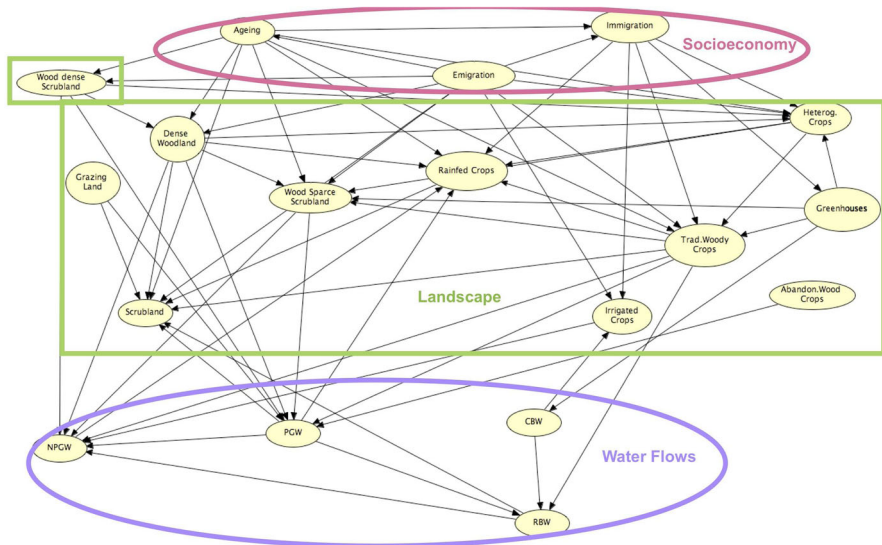 Ageing
Immigration
Socioeconomy
Wood dense
Scrubland
Emigration
Heterog.
Crops
Dense
Woodland
Grazing
Land
Rainfed Crops
Wood Sparce
Scrubland
Greenhouses
Trad.Woody
Crops
Abandon.Wood
Crops
Landscape
Scrubland
Irrigated
Crops
CBW
PGW
NPGW
Water Flows
RBW